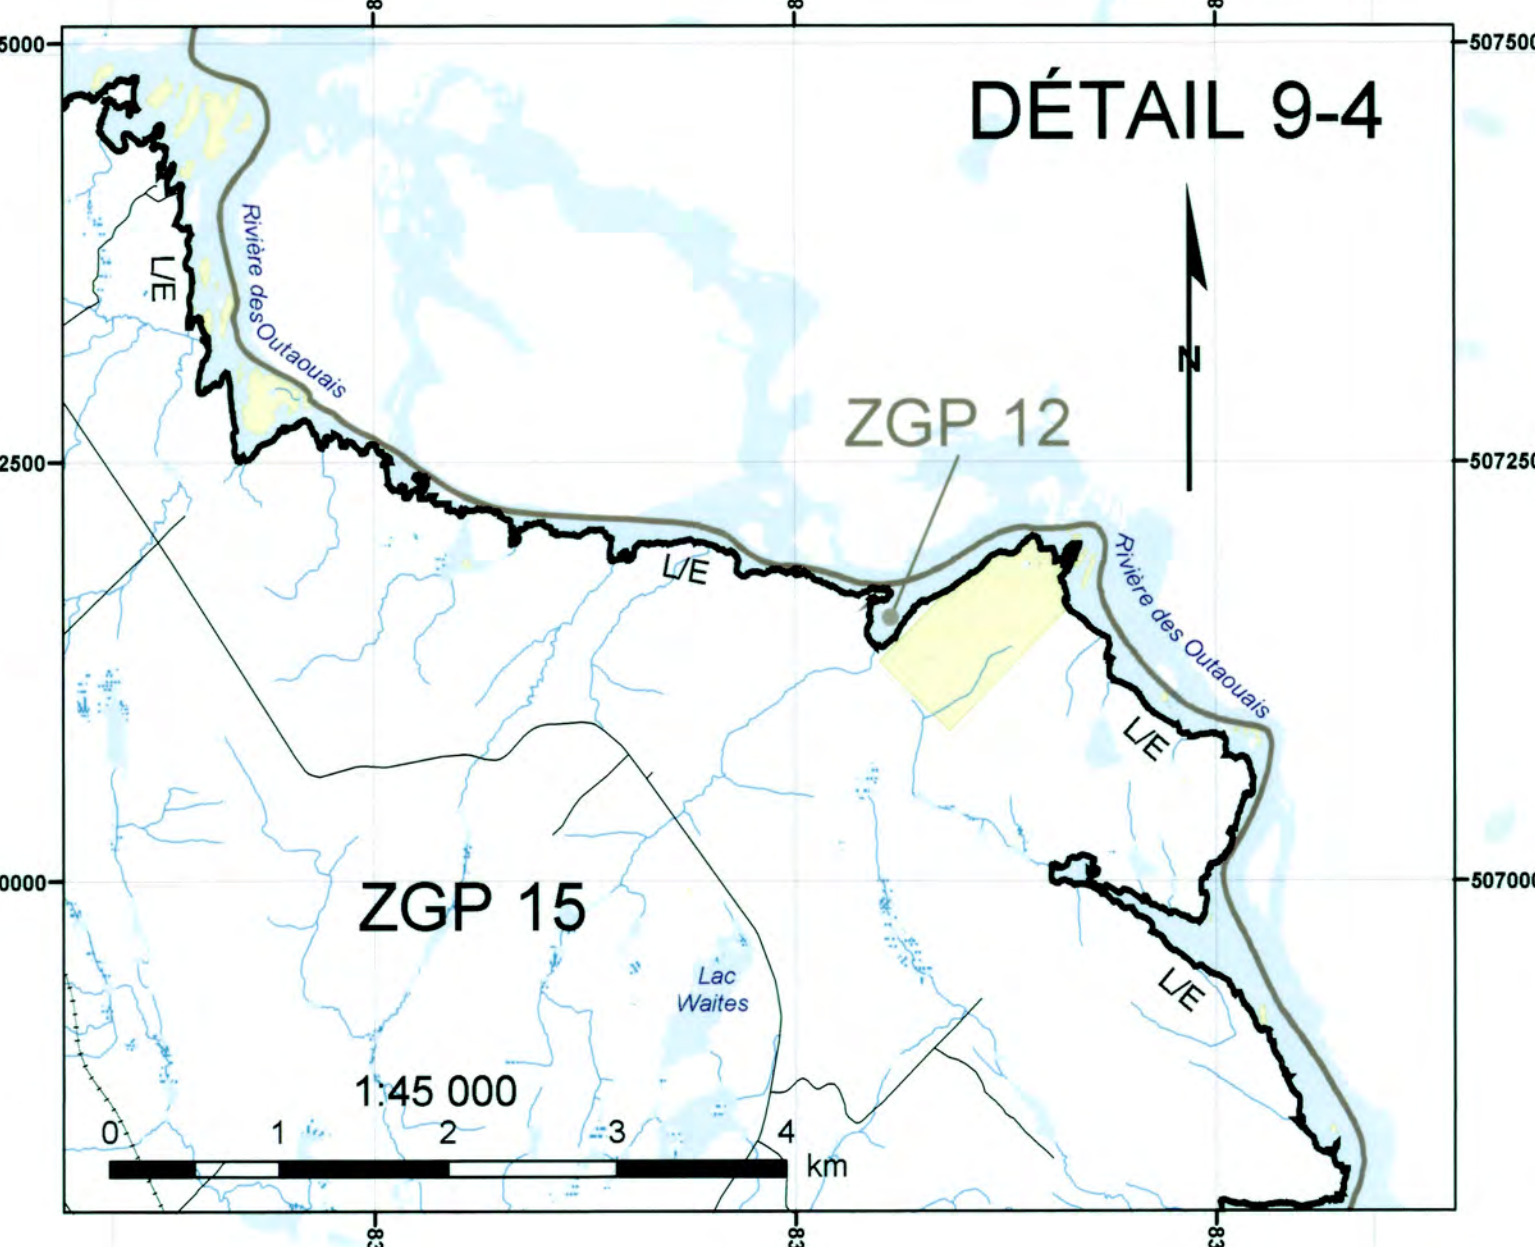 5000
507500
DÉTAIL 9-4
Rivière des Outaouais
L/E
N
ZGP 12
2500
50725
L/E
Rivière des Outaouais
L/E
0000
507000
ZGP 15
Lac
Waites
L/E
1:45 000
0 1 2 3 4
km